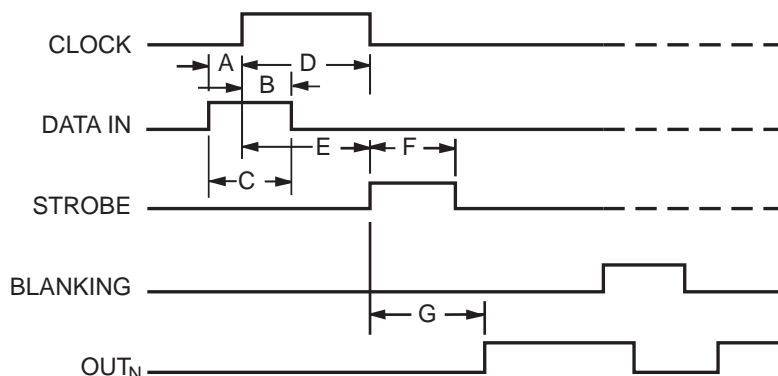 CLOCK
A
D
B
DATA IN
E
F
C
STROBE
BLANKING
G
OUTN